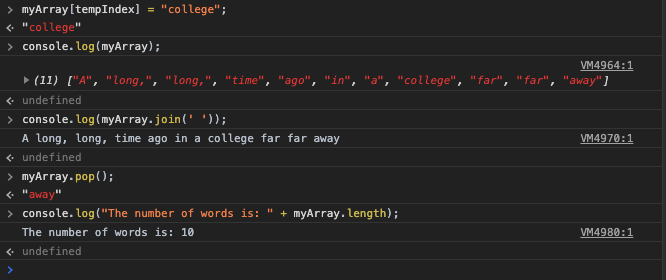 myArray[tempIndex] = "college";
"college"
console.log(myArray);
VM4964:1
(11) ["A", "long,", "long,", "time", "ago", "in", "a", "college", "far", "far", "away"]
undefined
console.log(myArray.join(' '));
A long, long, time ago in a college far far away VM4970:1
undefined
myArray.pop();
"away"
console.log("The number of words is: " + myArray.length);
The number of words is: 10 VM4980:1
undefined